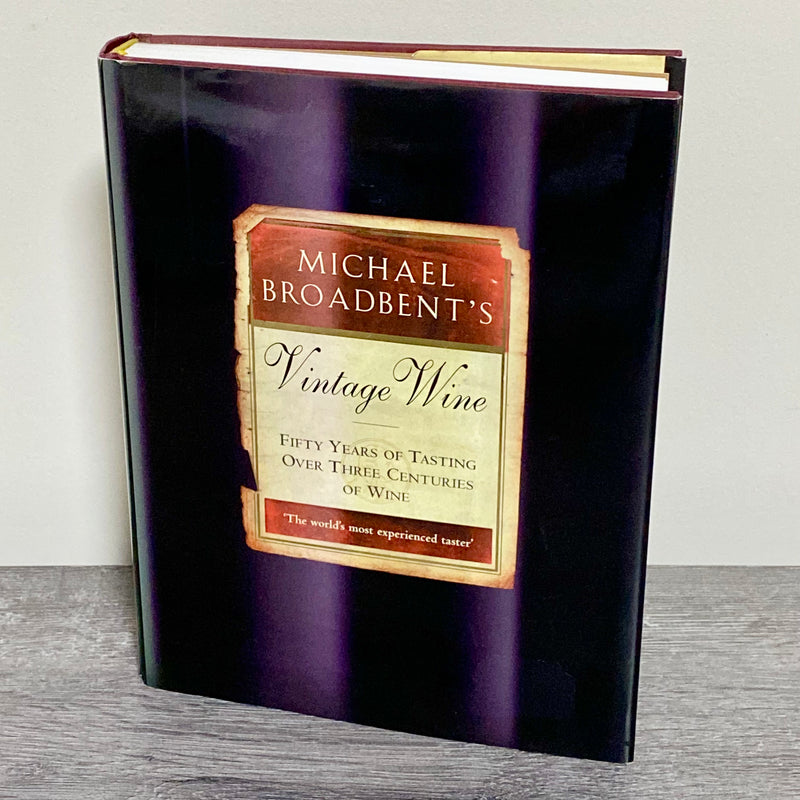 MICHAEL
BROADBENT'S
Vintage Wine
FIFTY YEARS OF TASTING
OVER THREE CENTURIES
OF WINE
'The world's most experienced taster'